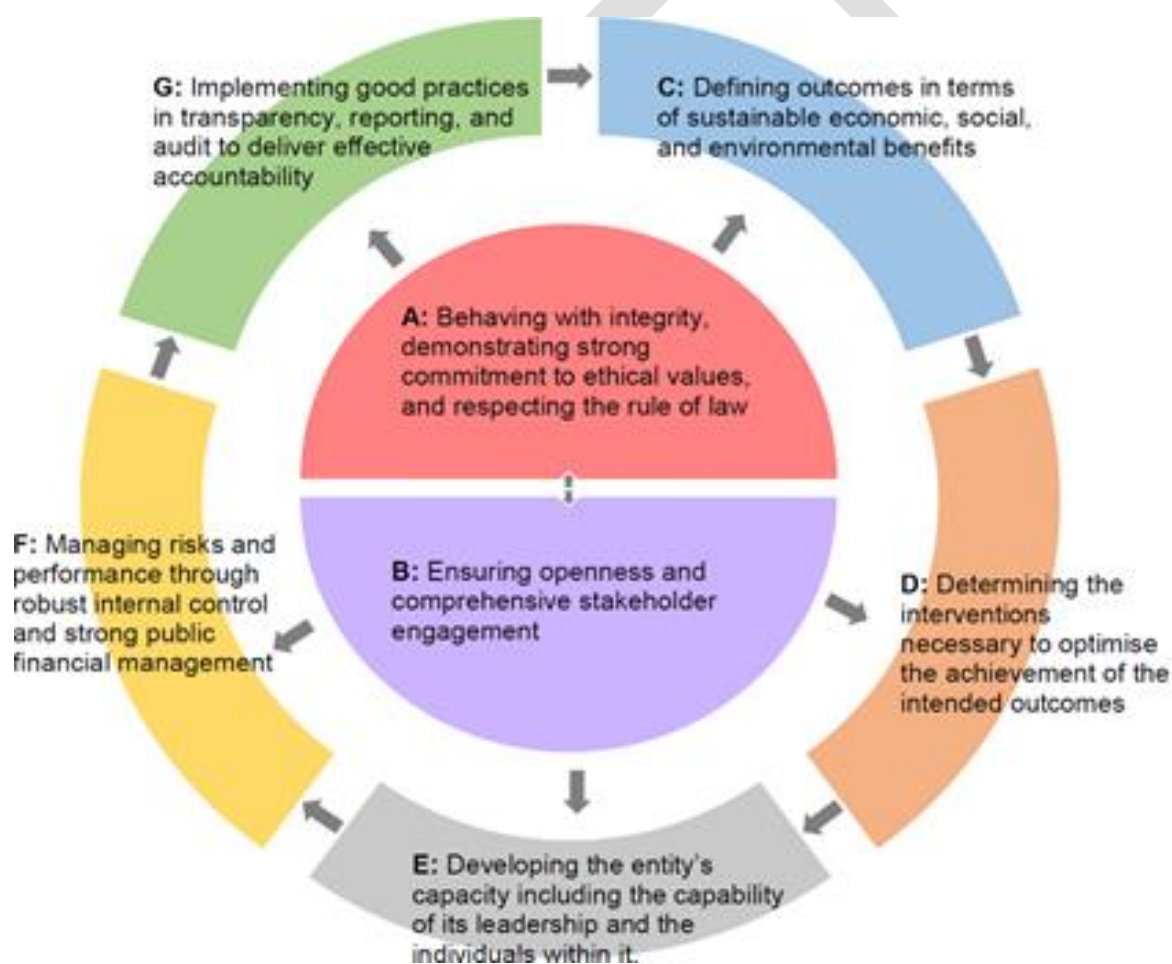 G: Implementing good practices
in transparency, reporting, and
audit to deliver effective
accountability
C: Defining outcomes in terms
of sustainable economic, social,
and environmental benefits
A: Behaving with integrity,
demonstrating strong
commitment to ethical values,
and respecting the rule of law
B: Ensuring openness and
comprehensive stakeholder
engagement
D: Determining the
interventions
necessary to optimise
the achievement of the
intended outcomes
F: Managing risks and
performance through
robust internal control
and strong public
financial management
E: Developing the entity's
capacity including the capability
of its leadership and the
individuals within it.